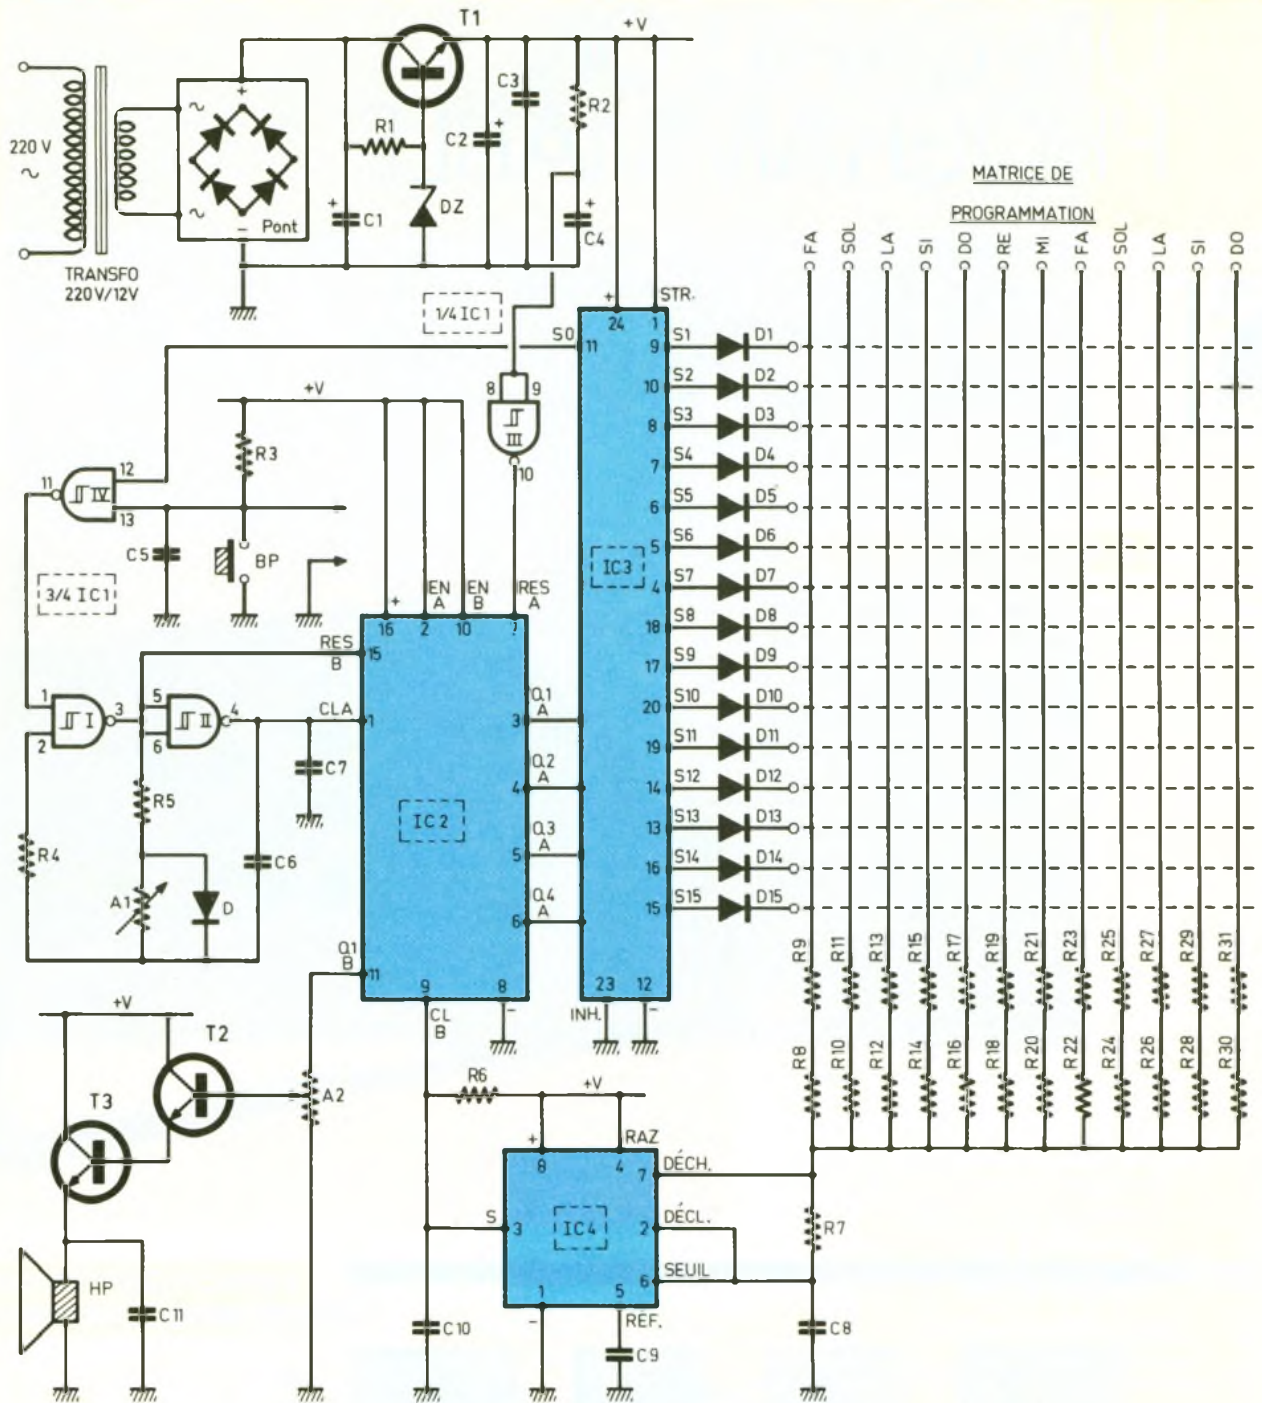 T1
+V
220 V
~
TRANSFO
220 V/12V
+
~
~
Pont
-
R1
+
C1
DZ
C2
+
C3
R2
+
C4
1/4 IC1
MATRICE DE
PROGRAMMATION
FA
SOL
LA
SI
DO
RE
MI
FA
SOL
LA
SI
DO
+
24
STR.
1
S0
11
8
9
III
10
+V
R3
12
13
11
IV
C5
BP
3/4 IC1
9 S1 D1
10 S2 D2
8 S3 D3
7 S4 D4
6 S5 D5
5 S6 D6
4 S7 D7
18 S8 D8
17 S9 D9
20 S10 D10
19 S11 D11
14 S12 D12
13 S13 D13
16 S14 D14
15 S15 D15
IC3
+
16
EN
A
2
EN
B
10
RES
A
7
RES
B
15
1
2
I
3
5
6
II
4
CLA
1
C7
R5
R4
A1
D
C6
IC2
Q1
A
3
Q2
A
4
Q3
A
5
Q4
A
6
Q1
B
11
9
CL
B
8
-
23
INH.
12
-
R9
R11
R13
R15
R17
R19
R21
R23
R25
R27
R29
R31
R8
R10
R12
R14
R16
R18
R20
R22
R24
R26
R28
R30
+V
T2
T3
A2
HP
C11
R6
+V
+
8
RAZ
4
7
DÉCH.
S
3
IC4
2
DÉCL.
6
SEUIL
1
-
5
RÉF.
C10
C9
R7
C8